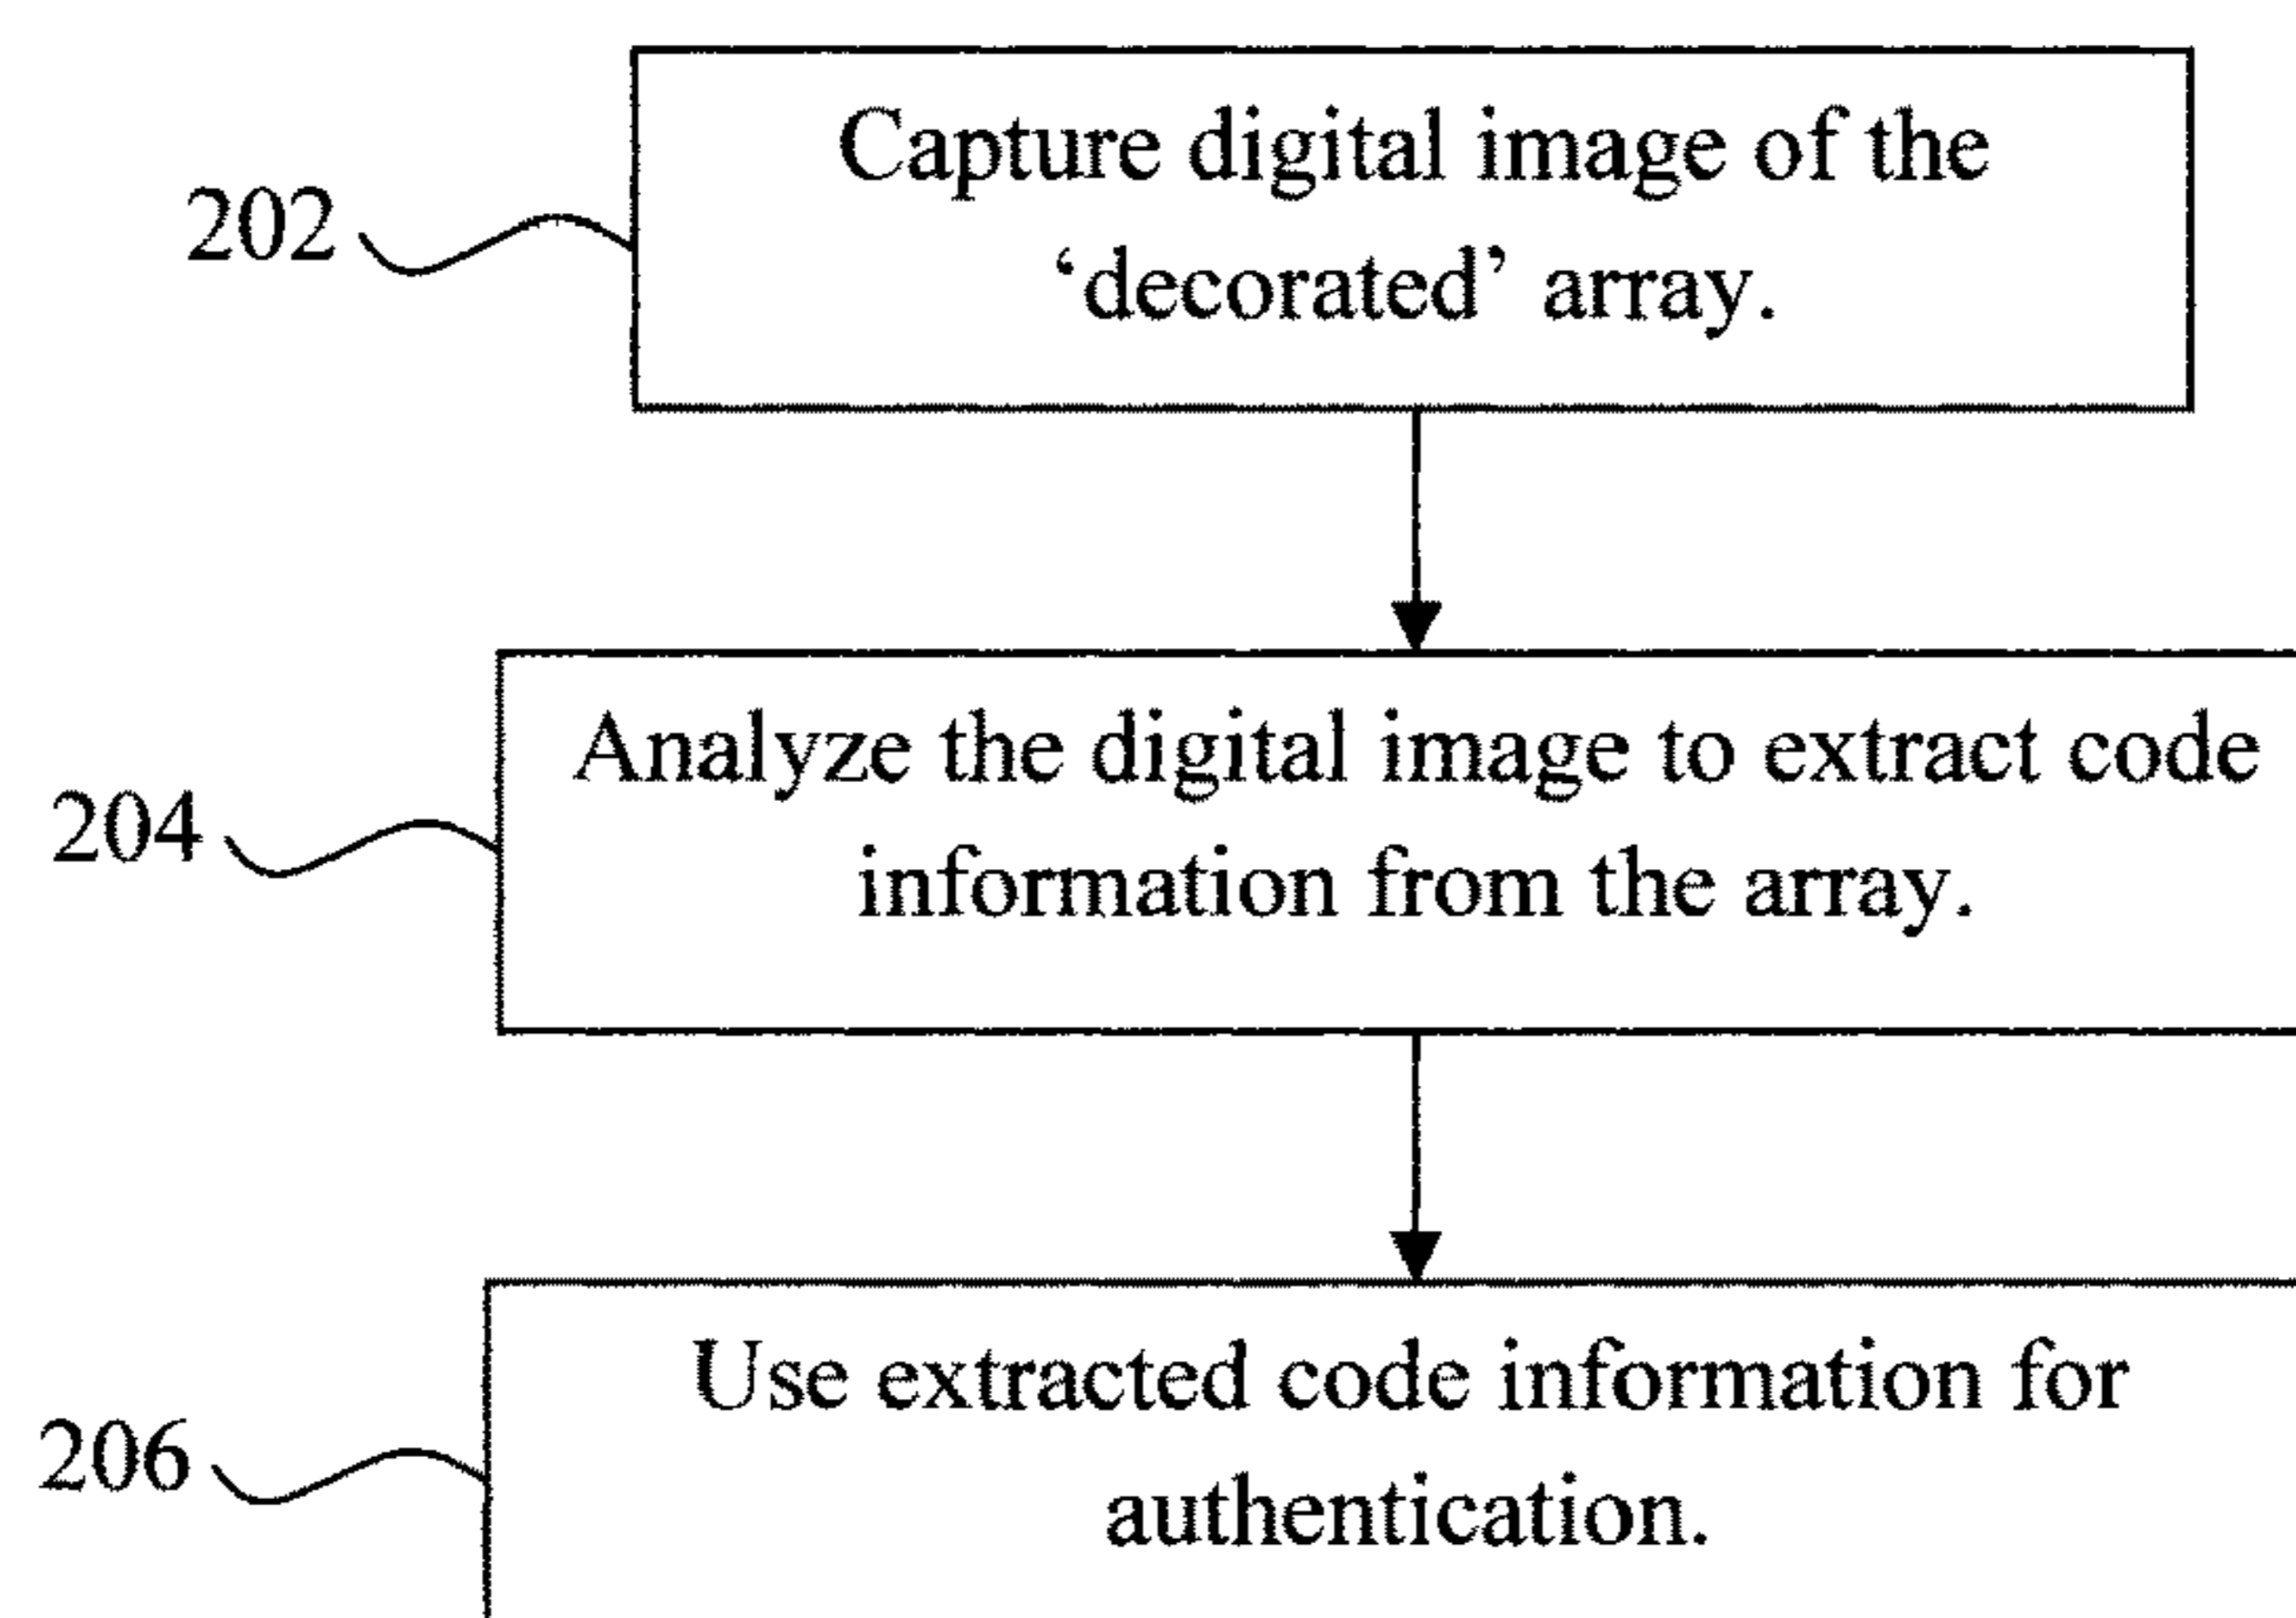 202
Capture digital image of the
‘decorated’ array.
204
Analyze the digital image to extract code
information from the array.
206
Use extracted code information for
authentication.